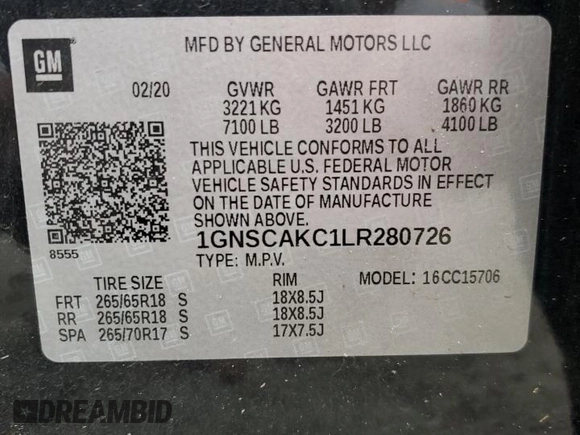 GM
MFD BY GENERAL MOTORS LLC
02/20 GVWR GAWR FRT GAWR RR
3221 KG 1451 KG 1860 KG
7100 LB 3200 LB 4100 LB
THIS VEHICLE CONFORMS TO ALL
APPLICABLE U.S. FEDERAL MOTOR
VEHICLE SAFETY STANDARDS IN EFFECT
ON THE DATE OF MANUFACTURE
SHOWN ABOVE.
8555 1GNSCAKC1LR280726
TYPE: M.P.V.
TIRE SIZE RIM MODEL: 16CC15706
FRT 265/65R18 S 18X8.5J
RR 265/65R18 S 18X8.5J
SPA 265/70R17 S 17X7.5J
DREAMBID